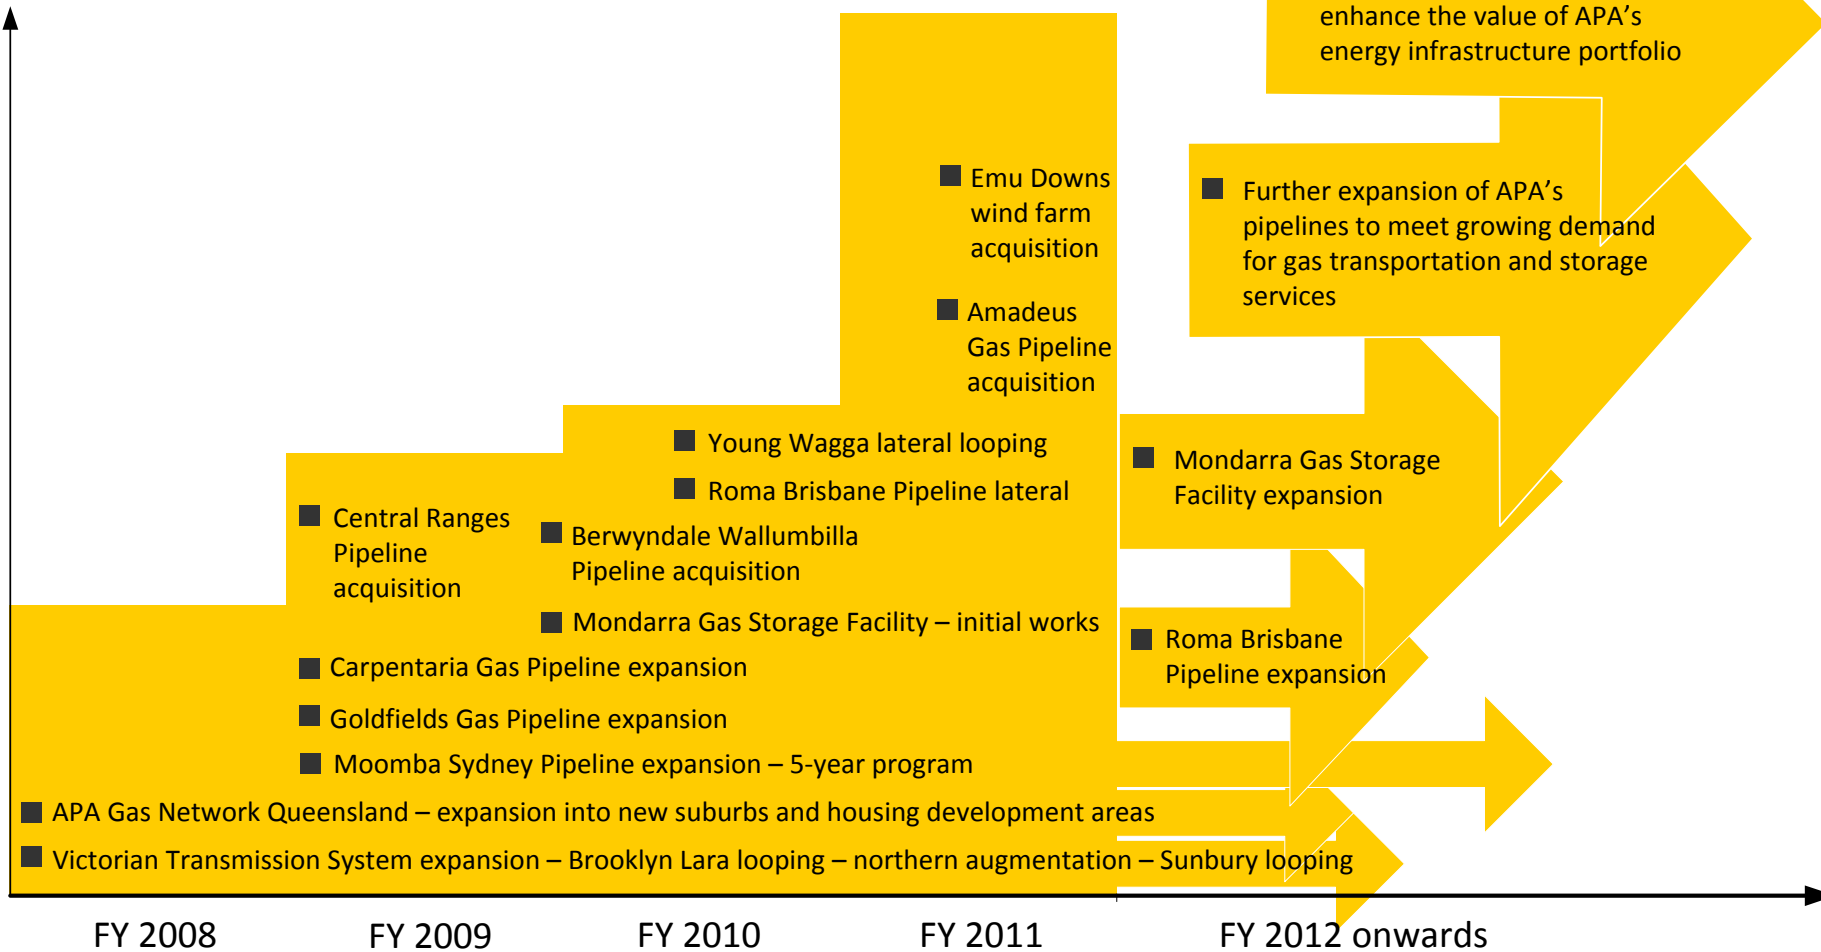 enhance the value of APA’s
energy infrastructure portfolio
Emu Downs
wind farm
acquisition
Further expansion of APA’s
pipelines to meet growing demand
for gas transportation and storage
services
Amadeus
Gas Pipeline
acquisition
Young Wagga lateral looping
Roma Brisbane Pipeline lateral
Mondarra Gas Storage
Facility expansion
Central Ranges
Pipeline
acquisition
Berwyndale Wallumbilla
Pipeline acquisition
Mondarra Gas Storage Facility – initial works
Roma Brisbane
Pipeline expansion
Carpentaria Gas Pipeline expansion
Goldfields Gas Pipeline expansion
Moomba Sydney Pipeline expansion – 5-year program
APA Gas Network Queensland – expansion into new suburbs and housing development areas
Victorian Transmission System expansion – Brooklyn Lara looping – northern augmentation – Sunbury looping
FY 2008
FY 2009
FY 2010
FY 2011
FY 2012 onwards